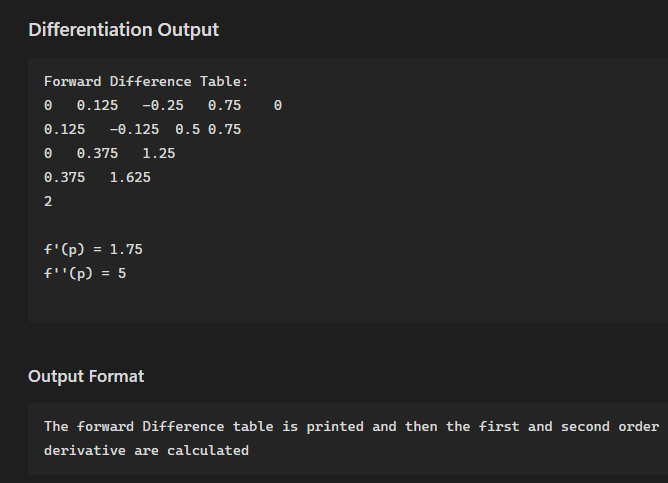 Differentiation Output
Forward Difference Table:
0   0.125   -0.25   0.75    0
0.125   -0.125  0.5 0.75
0   0.375   1.25
0.375   1.625
2
f'(p) = 1.75
f''(p) = 5
Output Format
The forward Difference table is printed and then the first and second order
derivative are calculated